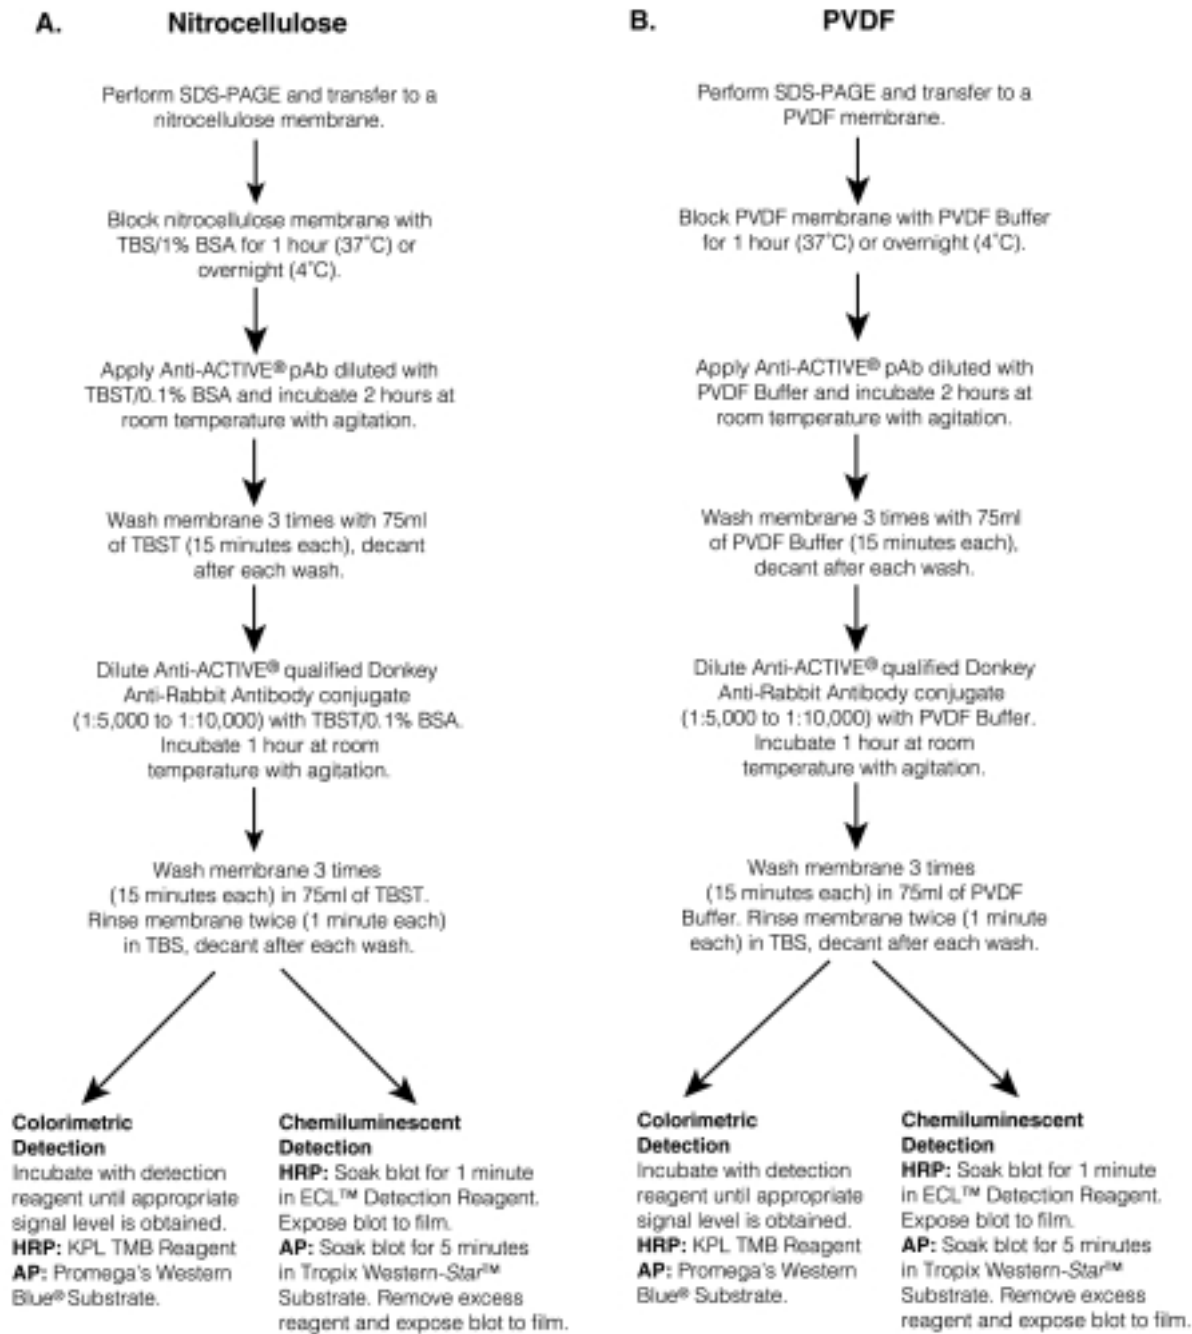 A. Nitrocellulose
Perform SDS-PAGE and transfer to a
nitrocellulose membrane.
Block nitrocellulose membrane with
TBS/1% BSA for 1 hour (37˚C) or
overnight (4˚C).
Apply Anti-ACTIVE® pAb diluted with
TBST/0.1% BSA and incubate 2 hours at
room temperature with agitation.
Wash membrane 3 times with 75ml
of TBST (15 minutes each), decant
after each wash.
Dilute Anti-ACTIVE® qualified Donkey
Anti-Rabbit Antibody conjugate
(1:5,000 to 1:10,000) with TBST/0.1% BSA.
Incubate 1 hour at room
temperature with agitation.
Wash membrane 3 times
(15 minutes each) in 75ml of TBST.
Rinse membrane twice (1 minute each)
in TBS, decant after each wash.
Colorimetric
Detection
Incubate with detection
reagent until appropriate
signal level is obtained.
HRP: KPL TMB Reagent
AP: Promega's Western
Blue® Substrate.
Chemiluminescent
Detection
HRP: Soak blot for 1 minute
in ECL™ Detection Reagent.
Expose blot to film.
AP: Soak blot for 5 minutes
in Tropix Western-Star™
Substrate. Remove excess
reagent and expose blot to film.
B. PVDF
Perform SDS-PAGE and transfer to a
PVDF membrane.
Block PVDF membrane with PVDF Buffer
for 1 hour (37˚C) or overnight (4˚C).
Apply Anti-ACTIVE® pAb diluted with
PVDF Buffer and incubate 2 hours at
room temperature with agitation.
Wash membrane 3 times with 75ml
of PVDF Buffer (15 minutes each),
decant after each wash.
Dilute Anti-ACTIVE® qualified Donkey
Anti-Rabbit Antibody conjugate
(1:5,000 to 1:10,000) with PVDF Buffer.
Incubate 1 hour at room
temperature with agitation.
Wash membrane 3 times
(15 minutes each) in 75ml of PVDF
Buffer. Rinse membrane twice (1 minute
each) in TBS, decant after each wash.
Colorimetric
Detection
Incubate with detection
reagent until appropriate
signal level is obtained.
HRP: KPL TMB Reagent
AP: Promega's Western
Blue® Substrate.
Chemiluminescent
Detection
HRP: Soak blot for 1 minute
in ECL™ Detection Reagent.
Expose blot to film.
AP: Soak blot for 5 minutes
in Tropix Western-Star™
Substrate. Remove excess
reagent and expose blot to film.